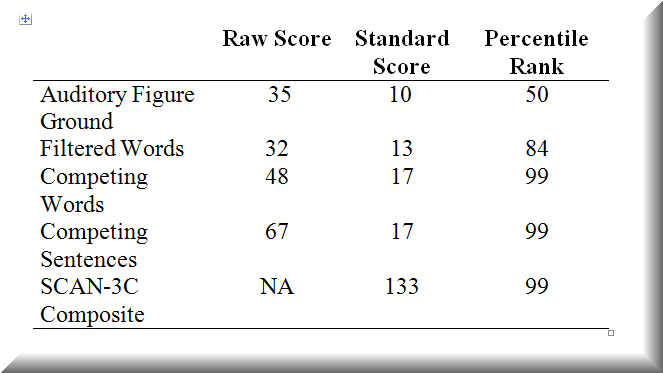 Raw Score Standard Score Percentile Rank
Auditory Figure Ground 35 10 50
Filtered Words 32 13 84
Competing Words 48 17 99
Competing Sentences 67 17 99
SCAN-3C Composite NA 133 99